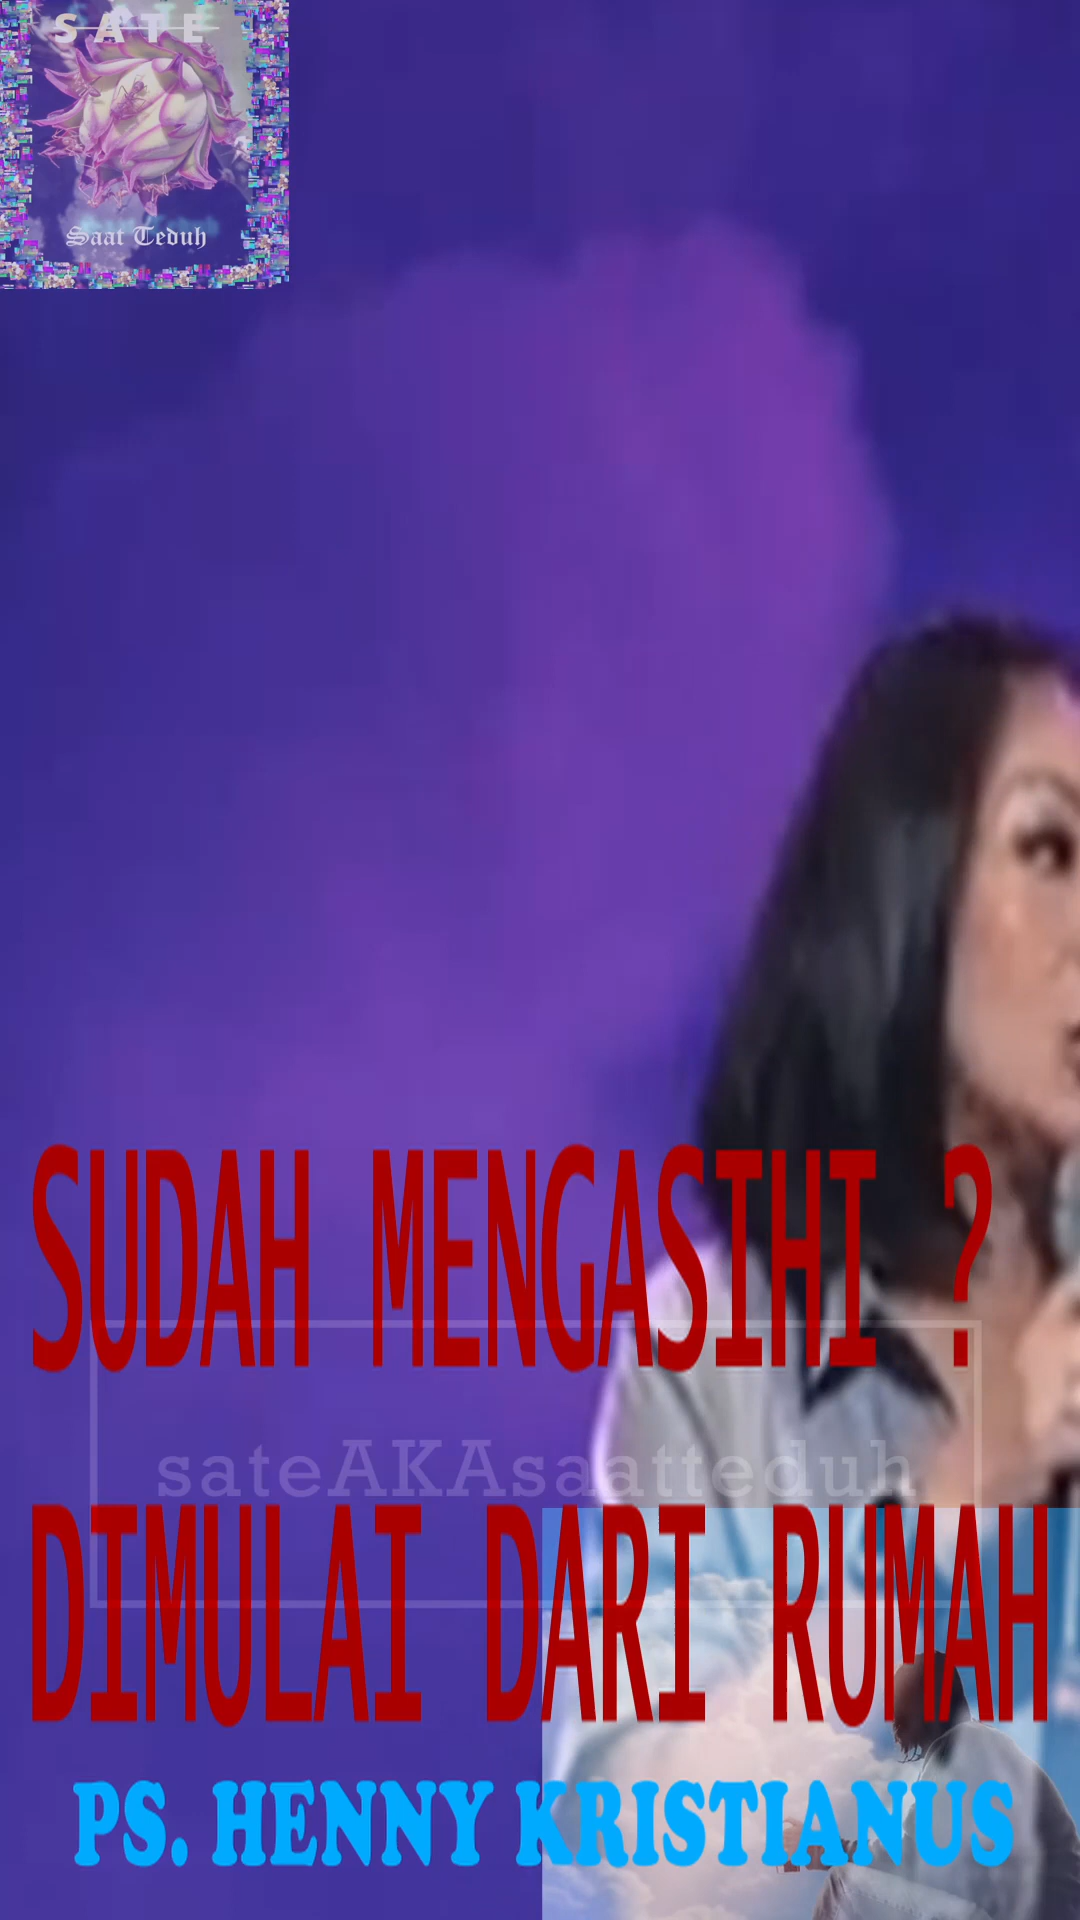 SATE
Saat Teduh
SUDAH MENGASIHI ?
sateAKAsaatteduh
DIMULAI DARI RUMAH
PS. HENNY KRISTIANUS